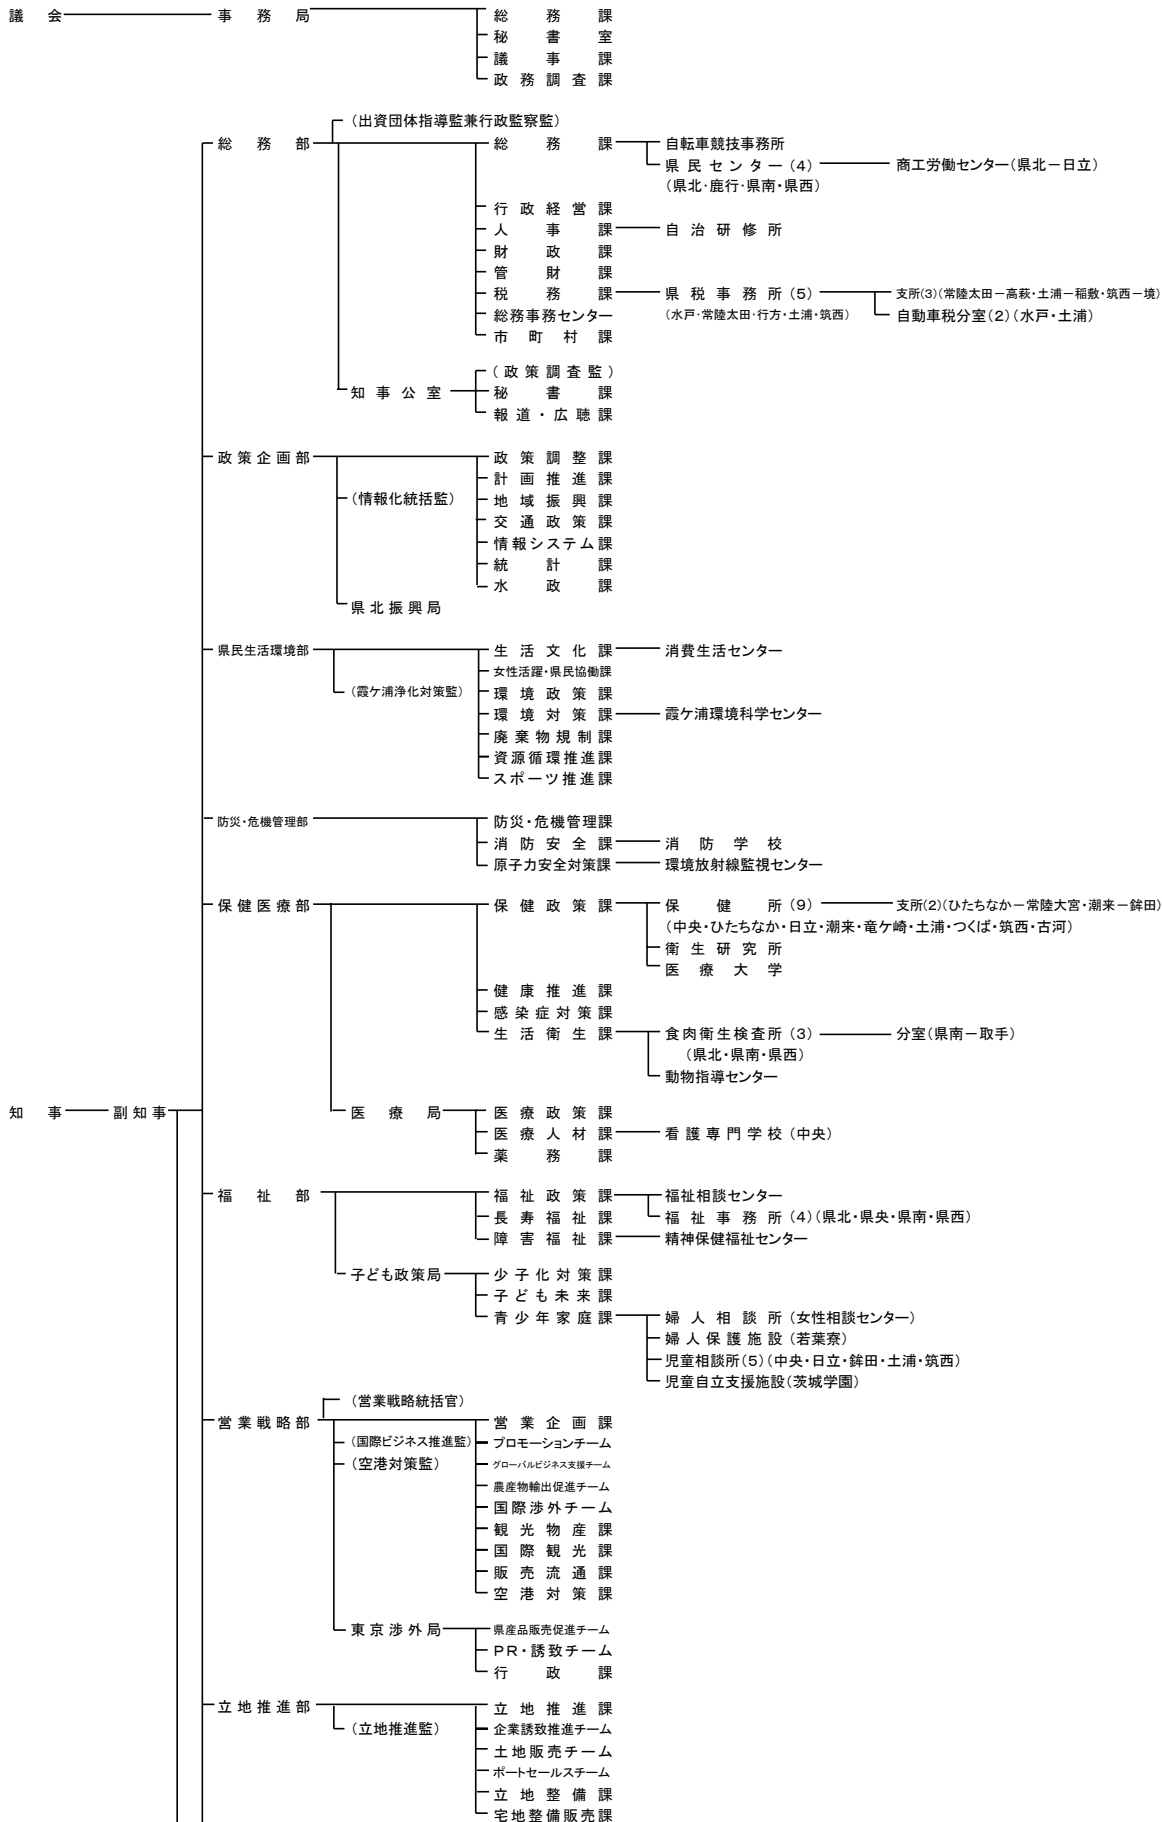 議会 事務局 総務課
秘書室
議事課
政務調査課
(出資団体指導監兼行政監察監)
総務部 総務課 自転車競技事務所
県民センター(4) 商工労働センター(県北－日立)
(県北・鹿行・県南・県西)
行政経営課
人事課 自治研修所
財政課
管財課
税務課 県税事務所(5) 支所(3)(常陸太田－高萩・土浦－稲敷・筑西－境)
総務事務センター (水戸・常陸太田・行方・土浦・筑西) 自動車税分室(2)(水戸・土浦)
市町村課
(政策調査監)
知事公室 秘書課
報道・広聴課
政策企画部 政策調整課
計画推進課
(情報化統括監) 地域振興課
交通政策課
情報システム課
統計課
水政課
県北振興局
県民生活環境部 生活文化課 消費生活センター
女性活躍・県民協働課
(霞ケ浦浄化対策監) 環境政策課
環境対策課 霞ケ浦環境科学センター
廃棄物規制課
資源循環推進課
スポーツ推進課
防災・危機管理部 防災・危機管理課
消防安全課 消防学校
原子力安全対策課 環境放射線監視センター
保健医療部 保健政策課 保健所(9) 支所(2)(ひたちなか－常陸大宮・潮来－鉾田)
(中央・ひたちなか・日立・潮来・竜ケ崎・土浦・つくば・筑西・古河)
衛生研究所
医療大学
健康推進課
感染症対策課
生活衛生課 食肉衛生検査所(3) 分室(県南－取手)
(県北・県南・県西)
動物指導センター
知事 副知事 医療局 医療政策課
医療人材課 看護専門学校(中央)
薬務課
福祉部 福祉政策課 福祉相談センター
長寿福祉課 福祉事務所(4)(県北・県央・県南・県西)
障害福祉課 精神保健福祉センター
子ども政策局 少子化対策課
子ども未来課
青少年家庭課 婦人相談所(女性相談センター)
婦人保護施設(若葉寮)
児童相談所(5)(中央・日立・鉾田・土浦・筑西)
児童自立支援施設(茨城学園)
(営業戦略統括官)
営業戦略部 営業企画課
(国際ビジネス推進監) プロモーションチーム
(空港対策監) グローバルビジネス支援チーム
農産物輸出促進チーム
国際渉外チーム
観光物産課
国際観光課
販売流通課
空港対策課
東京渉外局 県産品販売促進チーム
PR・誘致チーム
行政課
立地推進部 立地推進課
(立地推進監) 企業誘致推進チーム
土地販売チーム
ポートセールスチーム
立地整備課
宅地整備販売課